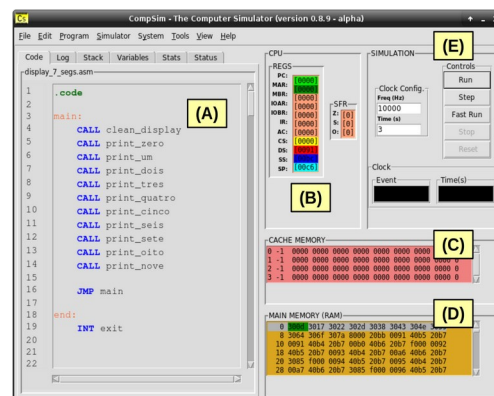 CS CompSim - The Computer Simulator (version 0.8.9 - alpha)
File Edit Program Simulator System Tools View Help
Code Log Stack Variables Stats Status
display_7_segs.asm
1 .code
2
3 main:
4 CALL clean_display
5 CALL print_zero
6 CALL print_um
7 CALL print_dois
8 CALL print_tres
9 CALL print_quatro
10 CALL print_cinco
11 CALL print_seis
12 CALL print_sete
13 CALL print_oito
14 CALL print_nove
15
16 JMP main
17
18 end:
19 INT exit
20
21
22
(A)
CPU
REGS
PC: [0000]
MAR: [0000]
MBR: [0000]
IOAR: [0000]
IOBR: [0000]
IR: [0000]
AC: [0000]
CS: [0000]
DS:
SS:
SP: [00c6]
SFR
Z: [0]
S: [0]
O: [0]
(B)
SIMULATION
(E)
Clock Config.
Freq (Hz)
10000
Time (s)
3
Controls
Run
Step
Fast Run
Stop
Reset
Clock
Event
Time(s)
CACHE MEMORY
(C)
0 -1 0000 0000 0000 0000 0000 0000 0000
1 -1 0000 0000 0000 0000 0000 0000 0000 0000 0
2 -1 0000 0000 0000 0000 0000 0000 0000 0000 0
3 -1 0000 0000 0000 0000 0000 0000 0000 0000 0
MAIN MEMORY (RAM)
(D)
0 300d 3017 3022 302d 3038 3043 304e
8 3064 306f 307a 8000 20bb 0091 40b5 20b7
10 0091 40b4 20b7 00b0 40b6 20b7 f000 0092
18 40b5 20b7 0093 40b4 20b7 00a6 40b6 20b7
20 3085 f000 0094 40b5 20b7 0095 40b4 20b7
28 00a7 40b6 20b7 3085 f000 0096 40b5 20b7